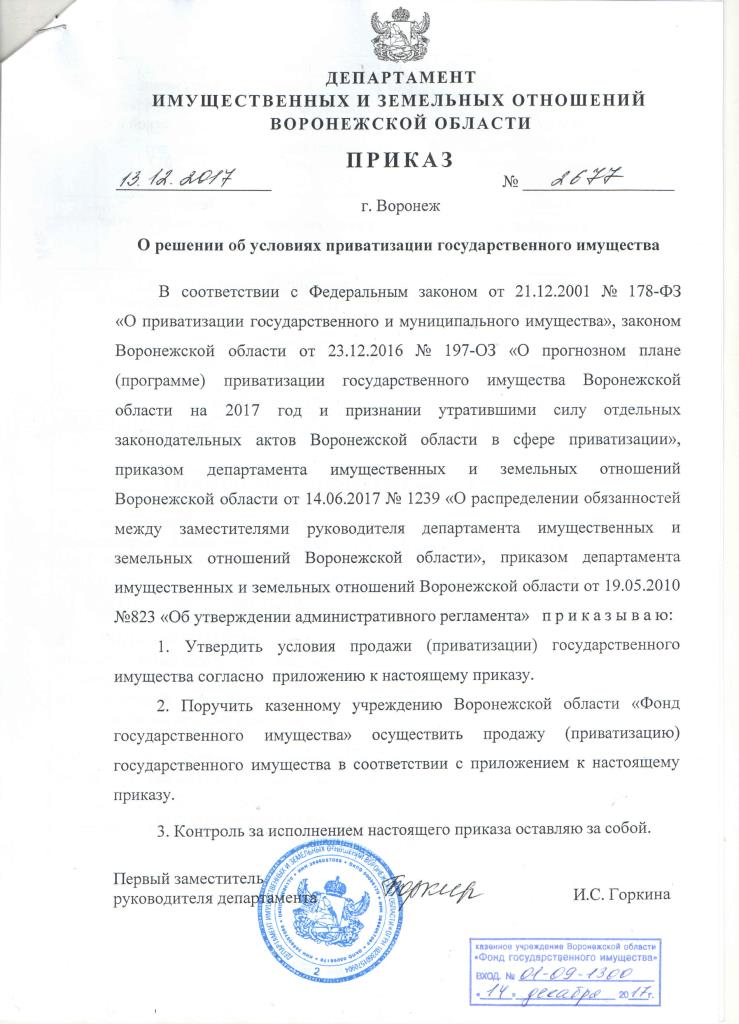 ДЕПАРТАМЕНТ
ИМУЩЕСТВЕННЫХ И ЗЕМЕЛЬНЫХ ОТНОШЕНИЙ
ВОРОНЕЖСКОЙ ОБЛАСТИ
ПРИКАЗ
13.12.2017 № 2677
г. Воронеж
О решении об условиях приватизации государственного имущества
В соответствии с Федеральным законом от 21.12.2001 № 178-ФЗ
«О приватизации государственного и муниципального имущества», законом
Воронежской области от 23.12.2016 № 197-ОЗ «О прогнозном плане
(программе) приватизации государственного имущества Воронежской
области на 2017 год и признании утратившими силу отдельных
законодательных актов Воронежской области в сфере приватизации»,
приказом департамента имущественных и земельных отношений
Воронежской области от 14.06.2017 № 1239 «О распределении обязанностей
между заместителями руководителя департамента имущественных и
земельных отношений Воронежской области», приказом департамента
имущественных и земельных отношений Воронежской области от 19.05.2010
№823 «Об утверждении административного регламента» п р и к а з ы в а ю:
1. Утвердить условия продажи (приватизации) государственного
имущества согласно приложению к настоящему приказу.
2. Поручить казенному учреждению Воронежской области «Фонд
государственного имущества» осуществить продажу (приватизацию)
государственного имущества в соответствии с приложением к настоящему
приказу.
3. Контроль за исполнением настоящего приказа оставляю за собой.
Первый заместитель
руководителя департамента И.С. Горкина
ДЕПАРТАМЕНТ ИМУЩЕСТВЕННЫХ И ЗЕМЕЛЬНЫХ ОТНОШЕНИЙ ВОРОНЕЖСКОЙ ОБЛАСТИ
2
казенное учреждение Воронежской области
«Фонд государственного имущества»
ВХОД. № 01-09-1300
«14» декабря 2017г.